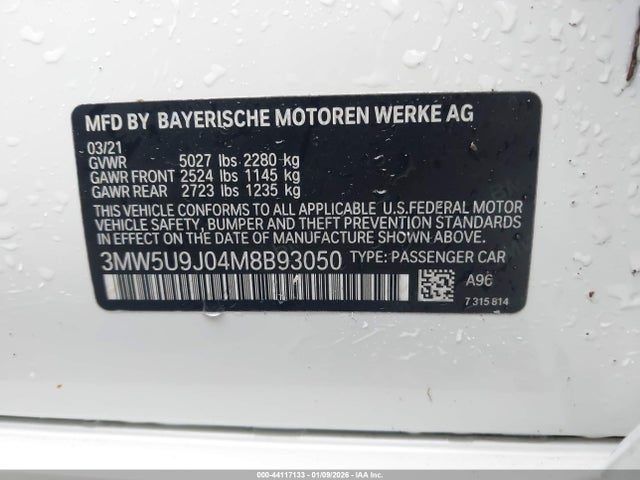 MFD BY BAYERISCHE MOTOREN WERKE AG
03/21
GVWR 5027 lbs 2280 kg
GAWR FRONT 2524 lbs 1145 kg
GAWR REAR 2723 lbs 1235 kg
THIS VEHICLE CONFORMS TO ALL APPLICABLE U.S.FEDERAL MOTOR
VEHICLE SAFETY, BUMPER AND THEFT PREVENTION STANDARDS
IN EFFECT ON THE DATE OF MANUFACTURE SHOWN ABOVE.
3MW5U9J04M8B93050 TYPE: PASSENGER CAR
A96
7 315 814
000-44117133 - 01/09/2026 - IAAI.COM